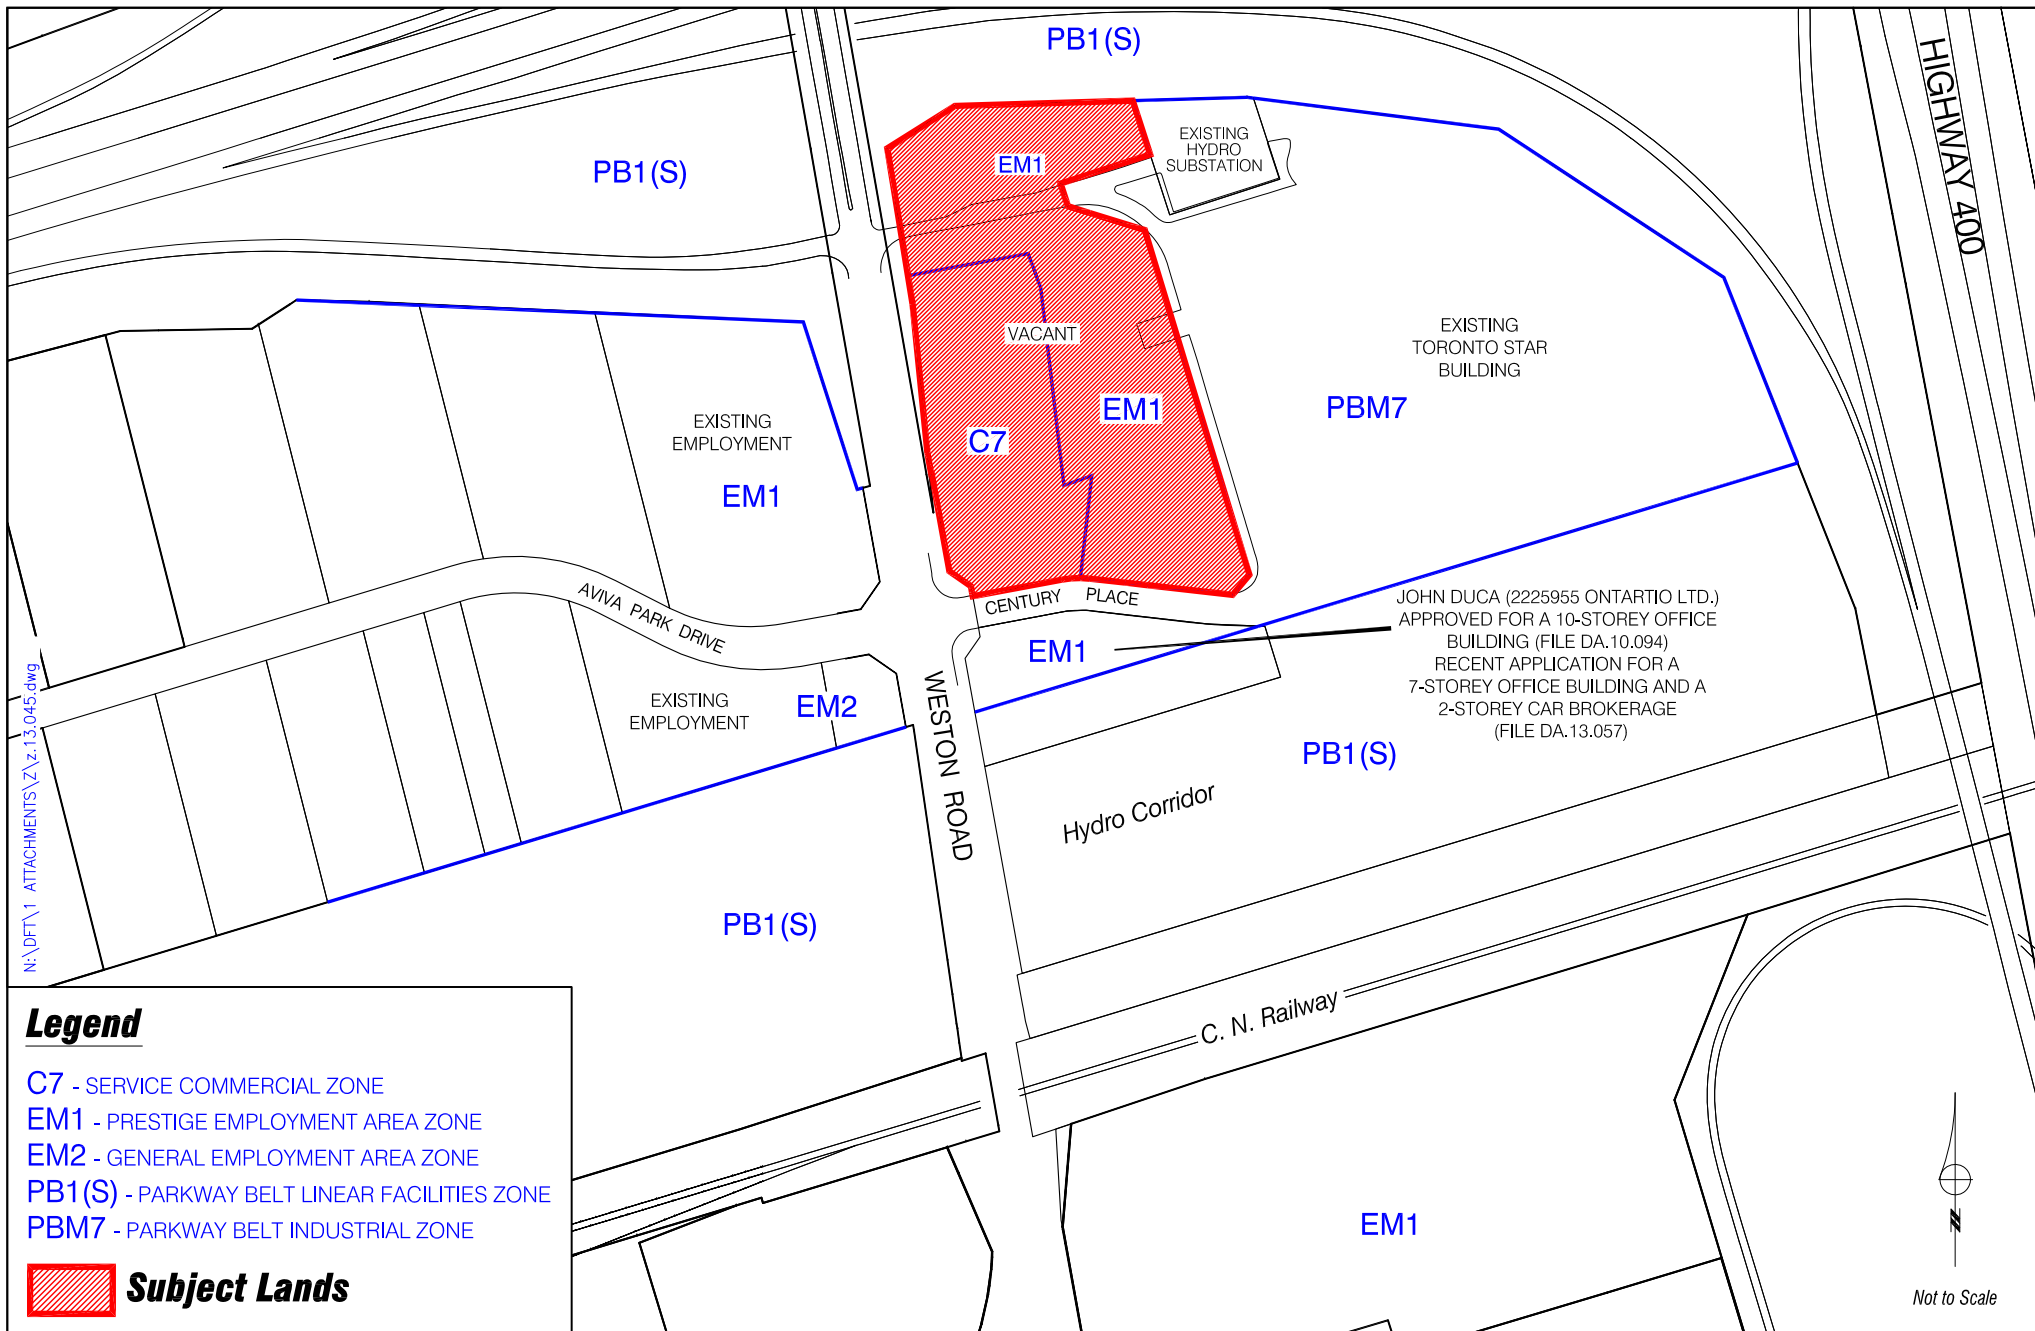 PB1(S)
HIGHWAY 400
EXISTING
HYDRO
SUBSTATION
EM1
PB1(S)
VACANT
EXISTING
TORONTO STAR
BUILDING
PBM7
EM1
C7
EXISTING
EMPLOYMENT
EM1
AVIVA PARK DRIVE
CENTURY PLACE
JOHN DUCA (2225955 ONTARTIO LTD.)
APPROVED FOR A 10-STOREY OFFICE
BUILDING (FILE DA.10.094)
RECENT APPLICATION FOR A
7-STOREY OFFICE BUILDING AND A
2-STOREY CAR BROKERAGE
(FILE DA.13.057)
EM1
EXISTING
EMPLOYMENT
EM2
WESTON ROAD
PB1(S)
Hydro Corridor
PB1(S)
C. N. Railway
N:\DFT\1 ATTACHMENTS\Z\z.13.045.dwg
Legend
C7 - SERVICE COMMERCIAL ZONE
EM1 - PRESTIGE EMPLOYMENT AREA ZONE
EM2 - GENERAL EMPLOYMENT AREA ZONE
PB1(S) - PARKWAY BELT LINEAR FACILITIES ZONE
PBM7 - PARKWAY BELT INDUSTRIAL ZONE
Subject Lands
EM1
N
Not to Scale